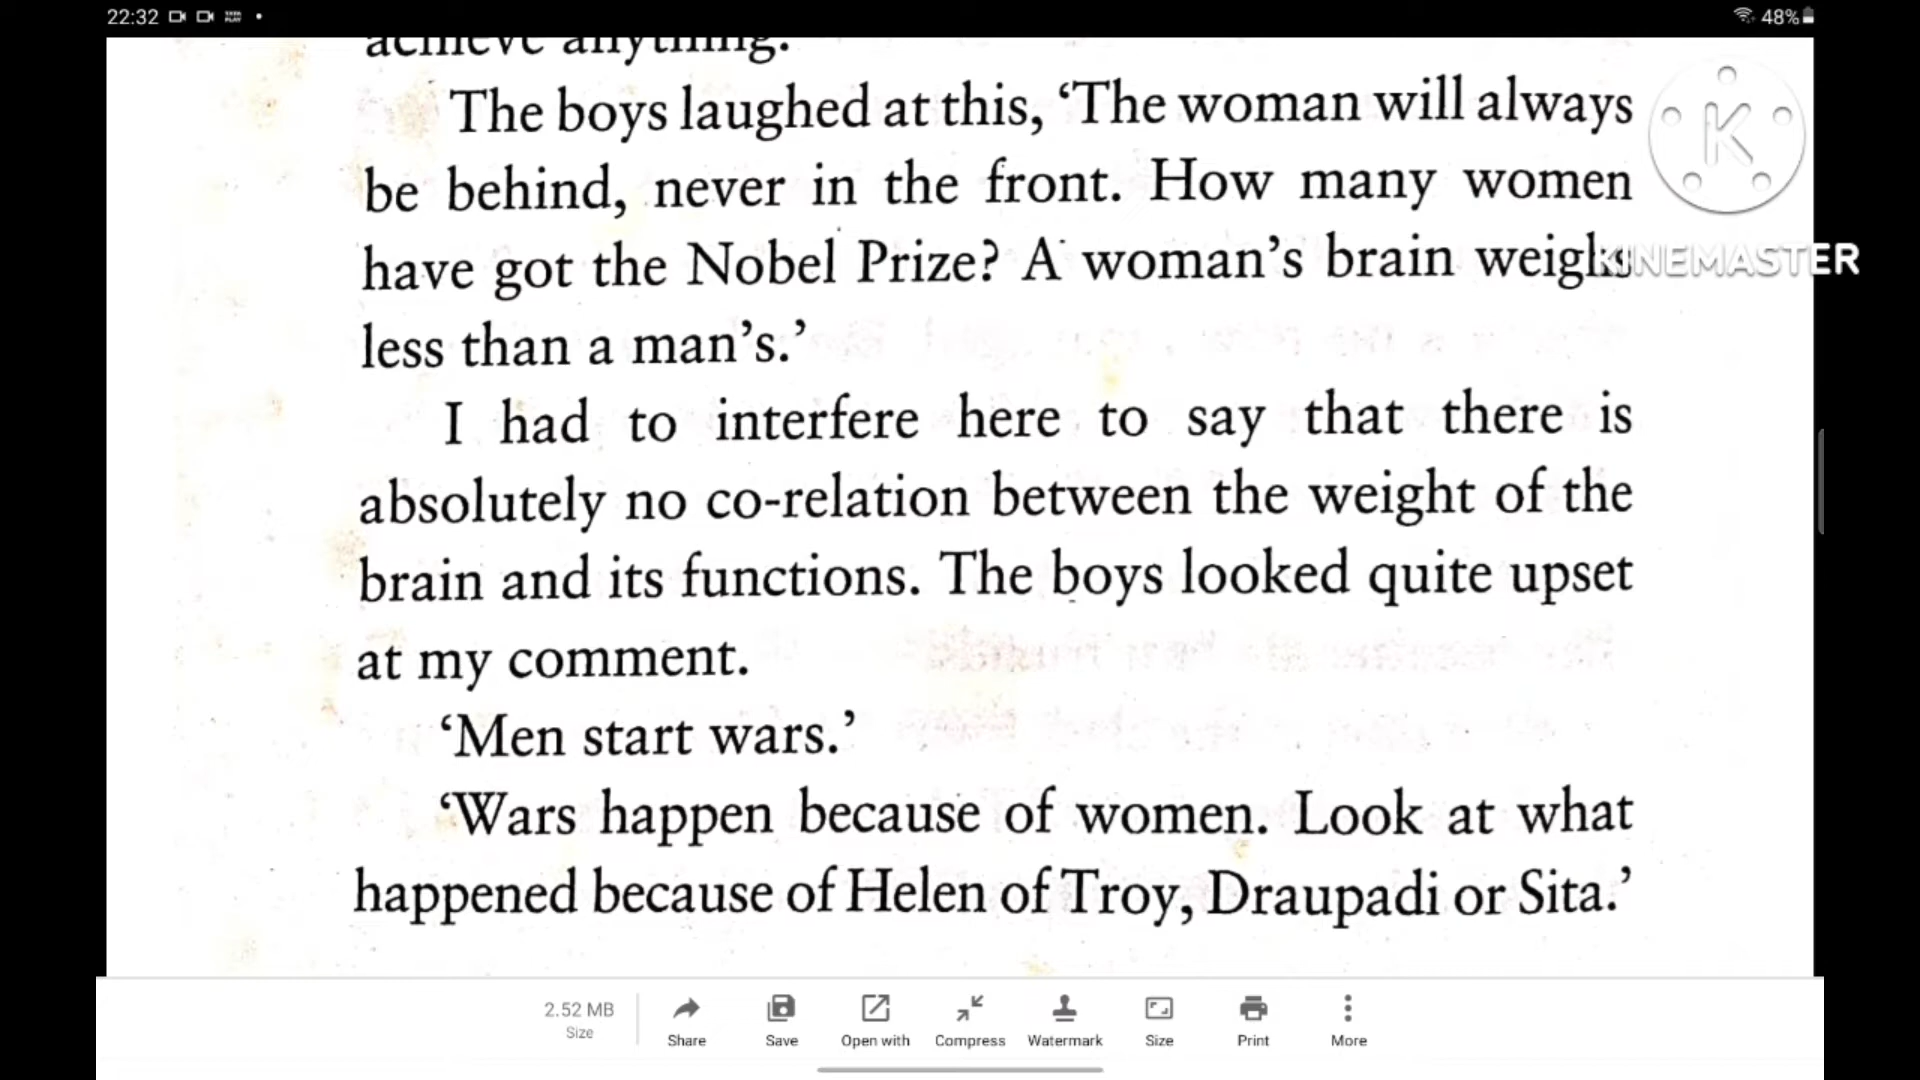 22:32
48%
achieve anything.
The boys laughed at this, ‘The woman will always
be behind, never in the front. How many women
have got the Nobel Prize? A woman’s brain weighs
less than a man’s.’
I had to interfere here to say that there is
absolutely no co-relation between the weight of the
brain and its functions. The boys looked quite upset
at my comment.
‘Men start wars.’
‘Wars happen because of women. Look at what
happened because of Helen of Troy, Draupadi or Sita.’
K
KINEMASTER
2.52 MB
Size
Share Save Open with Compress Watermark Size Print More